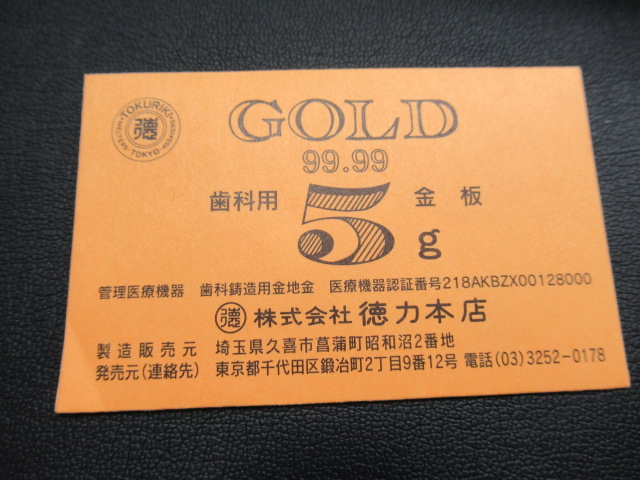 TOKURIKI
徳
SMELTERS・TOKYO・ASSAYERS
GOLD
99.99
歯科用 5g 金板
管理医療機器 歯科鋳造用金地金 医療機器認証番号218AKBZX00128000
徳 株式会社 徳力本店
製造販売元 埼玉県久喜市菖蒲町昭和沼2番地
発売元(連絡先) 東京都千代田区鍛冶町2丁目9番12号 電話(03)3252-0178